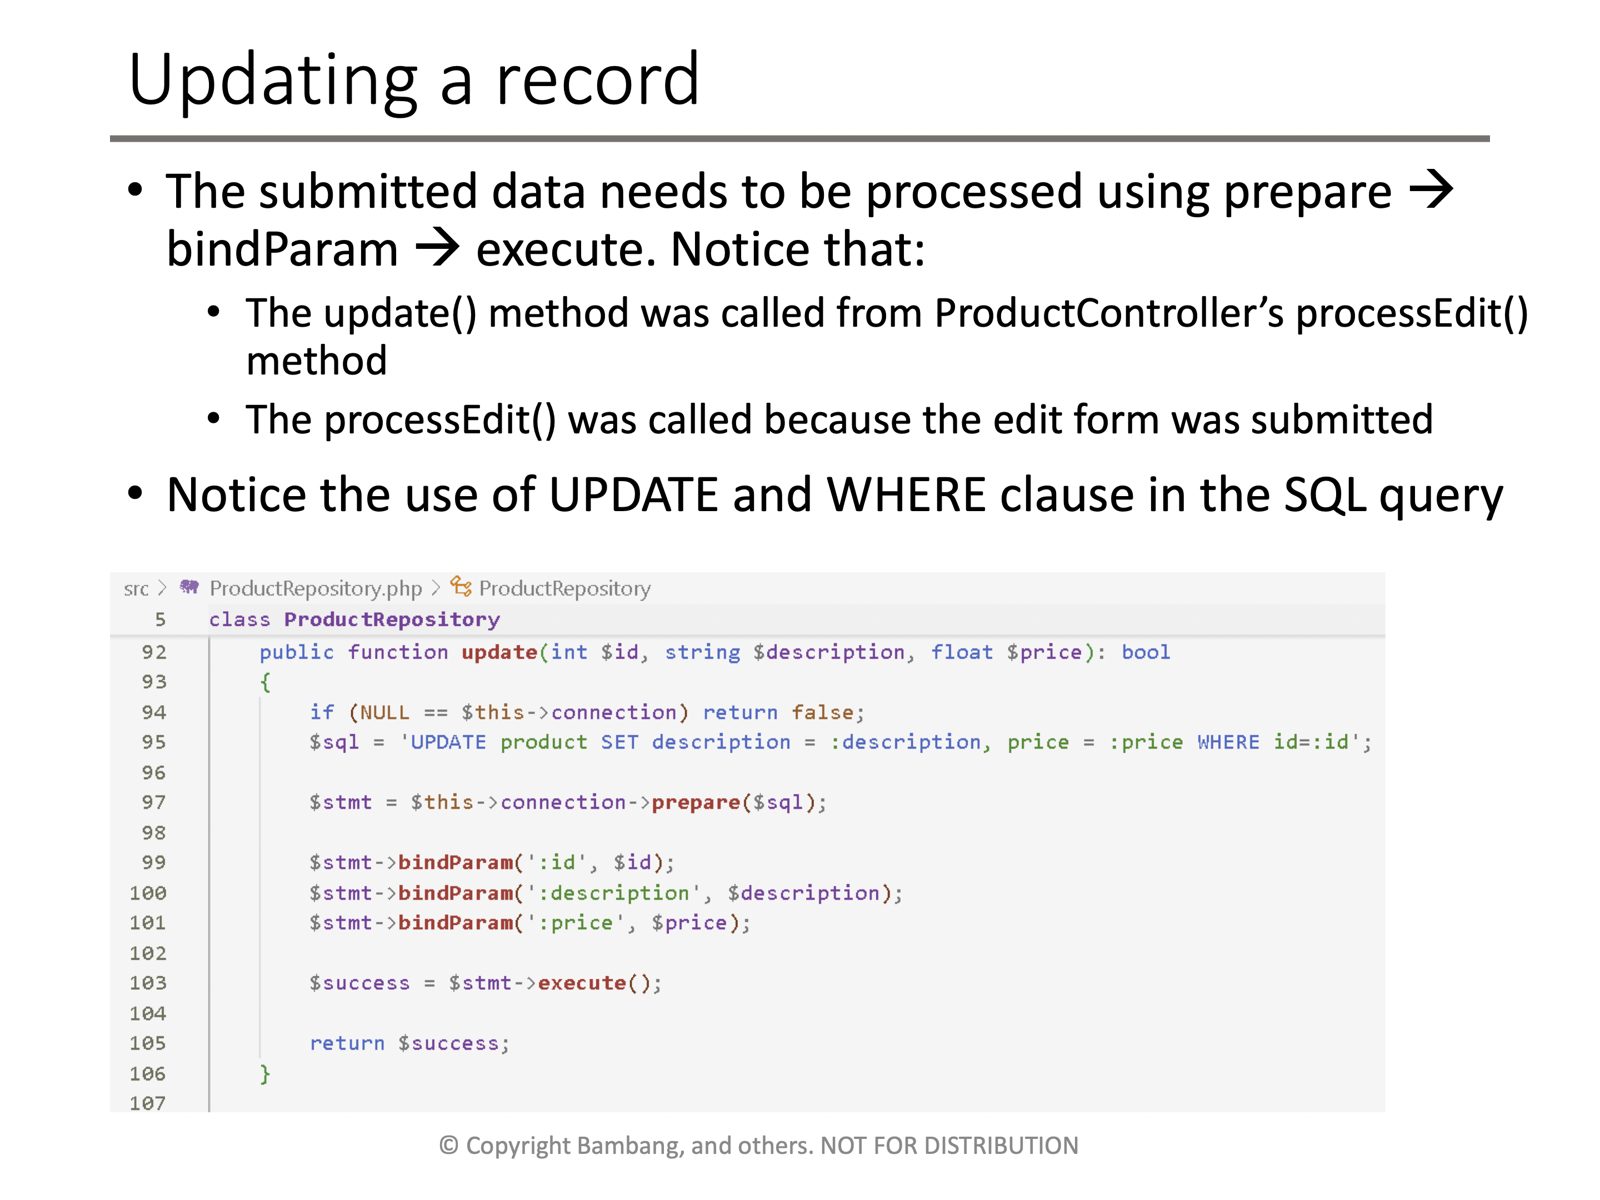 Updating a record
• The submitted data needs to be processed using prepare →
bindParam → execute. Notice that:
• The update() method was called from ProductController’s processEdit()
method
• The processEdit() was called because the edit form was submitted
• Notice the use of UPDATE and WHERE clause in the SQL query
src > ProductRepository.php > ProductRepository
5 class ProductRepository
92 public function update(int $id, string $description, float $price): bool
93 {
94 if (NULL == $this->connection) return false;
95 $sql = 'UPDATE product SET description = :description, price = :price WHERE id=:id';
96
97 $stmt = $this->connection->prepare($sql);
98
99 $stmt->bindParam(':id', $id);
100 $stmt->bindParam(':description', $description);
101 $stmt->bindParam(':price', $price);
102
103 $success = $stmt->execute();
104
105 return $success;
106 }
107
© Copyright Bambang, and others. NOT FOR DISTRIBUTION